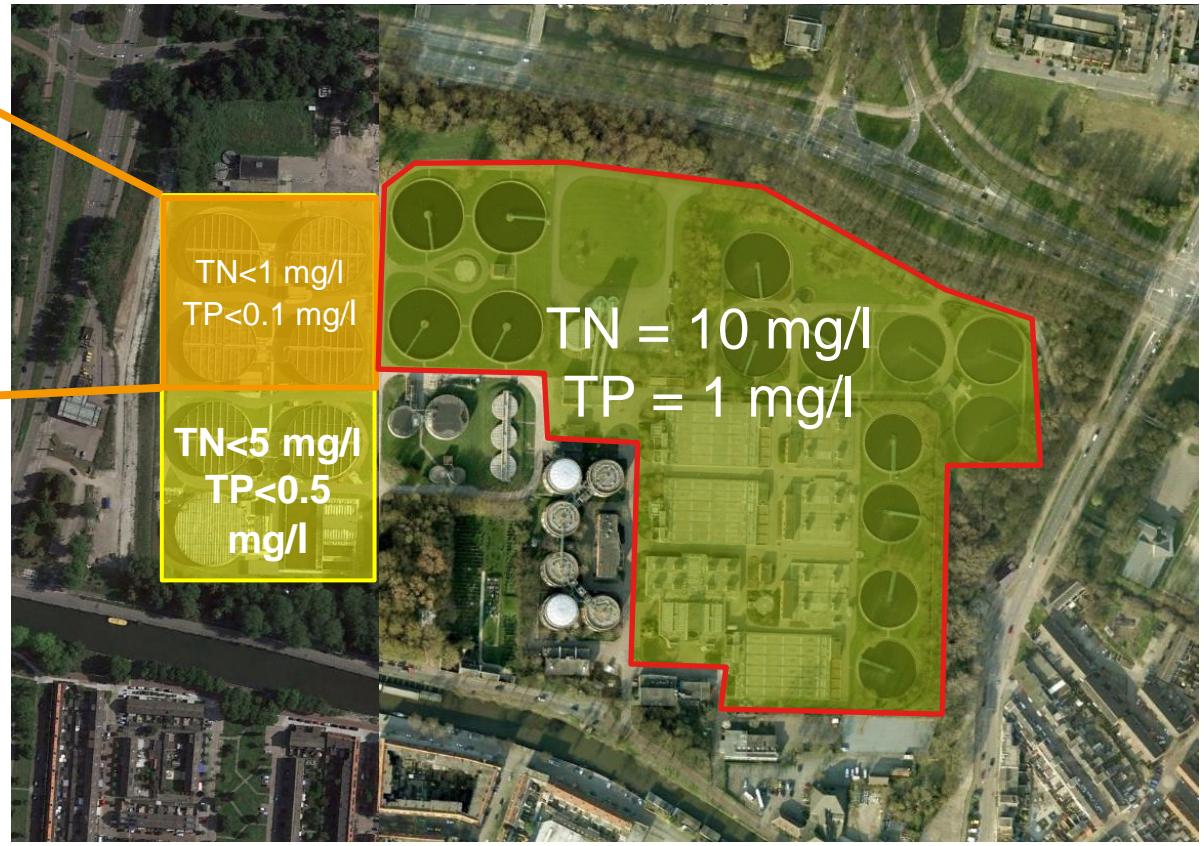 TN<1 mg/l
TP<0.1 mg/l
TN = 10 mg/l
TP = 1 mg/l
TN<5 mg/l
TP<0.5
mg/l